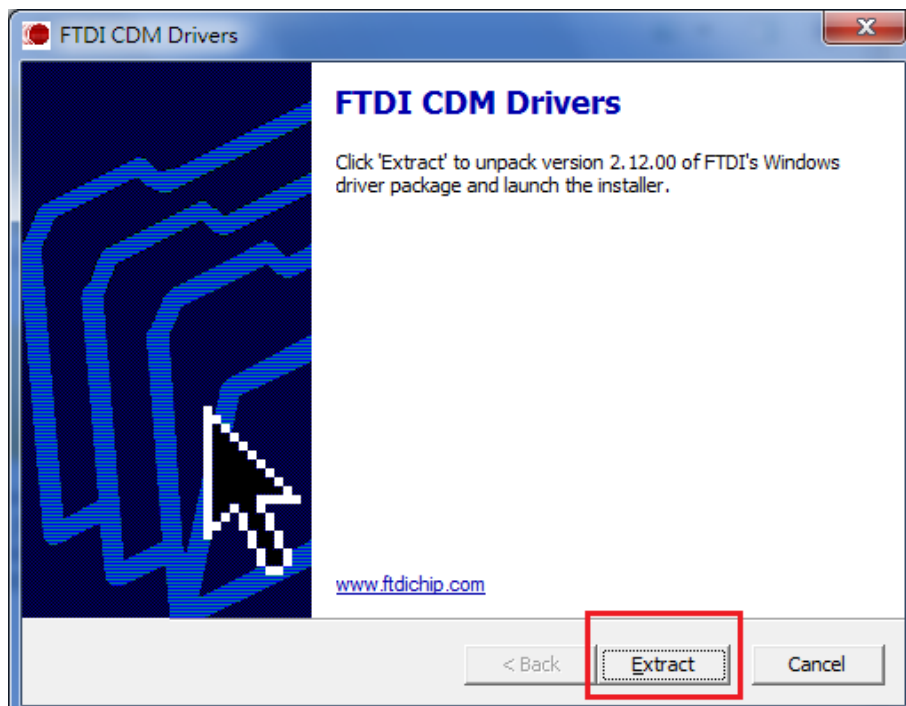 FTDI CDM Drivers
X
FTDI CDM Drivers
Click 'Extract' to unpack version 2.12.00 of FTDI's Windows
driver package and launch the installer.
www.ftdichip.com
< Back Extract Cancel